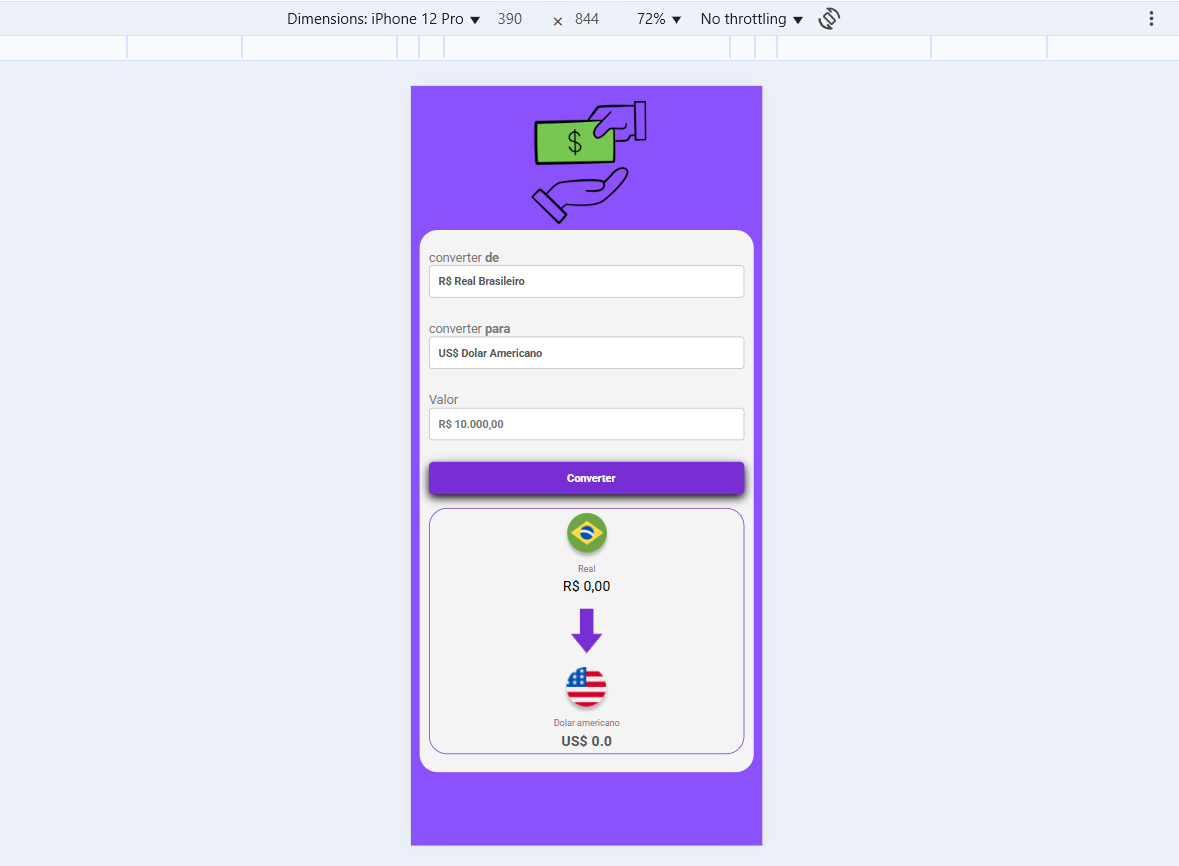 Dimensions: iPhone 12 Pro ▼ 390 × 844 72% ▼ No throttling ▼
$
converter de
R$ Real Brasileiro
converter para
US$ Dolar Americano
Valor
R$ 10.000,00
Converter
Real
R$ 0,00
Dolar americano
US$ 0.0